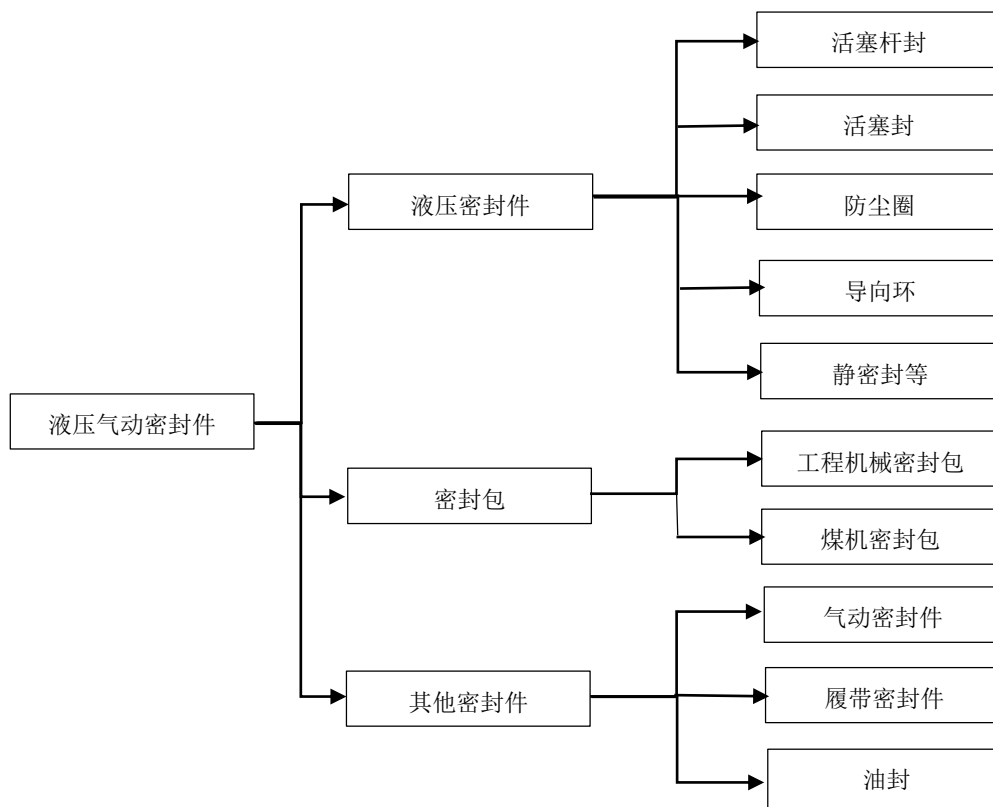 液压气动密封件
液压密封件
活塞杆封
活塞封
防尘圈
导向环
静密封等
密封包
工程机械密封包
煤机密封包
其他密封件
气动密封件
履带密封件
油封